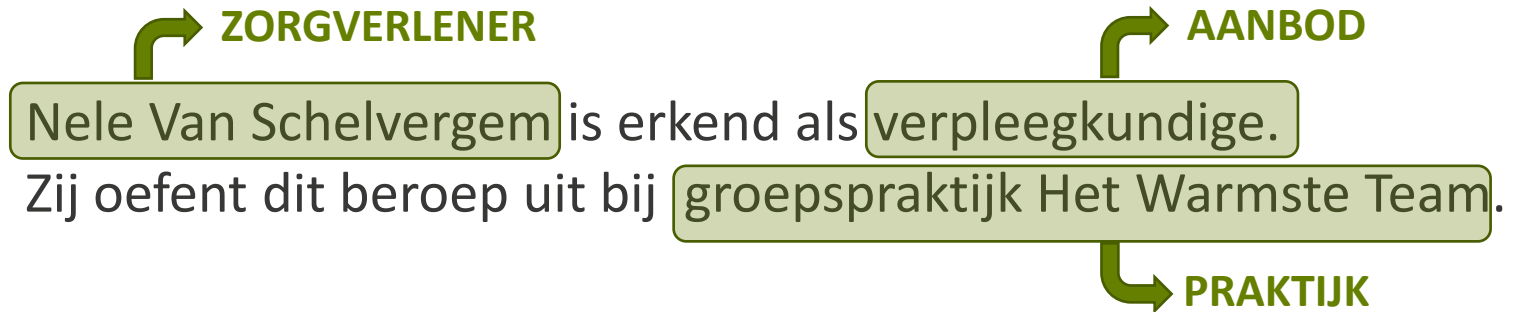 ZORGVERLENER AANBOD
Nele Van Schelvergem is erkend als verpleegkundige.
Zij oefent dit beroep uit bij groepspraktijk Het Warmste Team.
PRAKTIJK